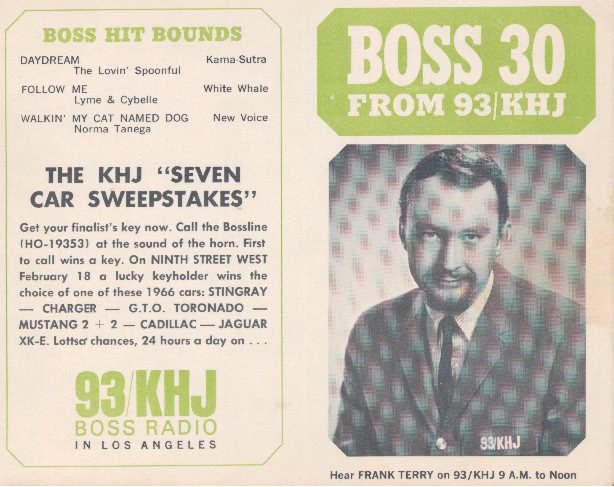 BOSS HIT BOUNDS
DAYDREAM Kama-Sutra
The Lovin' Spoonful
FOLLOW ME White Whale
Lyme & Cybelle
WALKIN' MY CAT NAMED DOG New Voice
Norma Tanega
THE KHJ "SEVEN
CAR SWEEPSTAKES"
Get your finalist's key now. Call the Bossline
(HO-19353) at the sound of the horn. First
to call wins a key. On NINTH STREET WEST
February 18 a lucky keyholder wins the
choice of one of these 1966 cars: STINGRAY
— CHARGER — G.T.O. TORONADO —
MUSTANG 2 + 2 — CADILLAC — JAGUAR
XK-E. Lottsa chances, 24 hours a day on . . .
93/KHJ
BOSS RADIO
IN LOS ANGELES
BOSS 30
FROM 93/KHJ
93/KHJ
Hear FRANK TERRY on 93/KHJ 9 A.M. to Noon